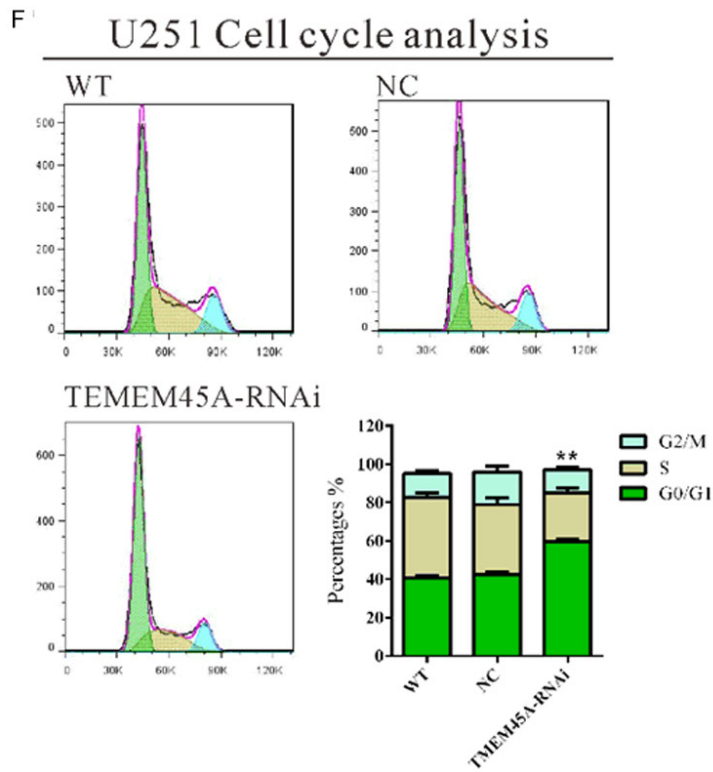 F
U251 Cell cycle analysis
WT
NC
500
400
300
200
100
0
0 30K 60K 90K 120K
500
400
300
200
100
0
0 30K 60K 90K 120K
TEMEM45A-RNAi
600
400
200
0
0 30K 60K 90K 120K
120
100
80
60
40
20
0
Percentages %
**
WT
NC
TMEM45A-RNAi
G2/M
S
G0/G1